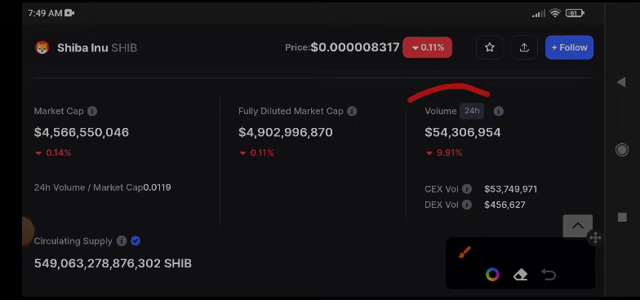 7:49 AM
61
Shiba Inu SHIB Price: $0.000008317 0.11% + Follow
Market Cap Fully Diluted Market Cap Volume 24h
$4,566,550,046 $4,902,996,870 $54,306,954
0.14% 0.11% 9.91%
24h Volume / Market Cap 0.0119 CEX Vol $53,749,971
DEX Vol $456,627
Circulating Supply
549,063,278,876,302 SHIB